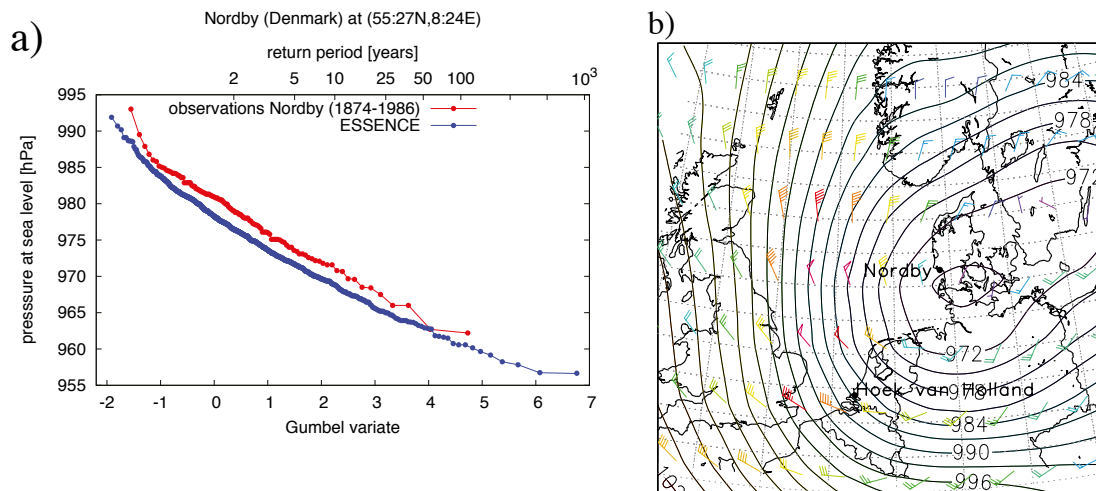 Nordby (Denmark) at (55:27N,8:24E)
a)
b)
return period [years]
2 5 10 25 50 100 10³
995
990
985
980
975
970
965
960
955
pressure at sea level [hPa]
observations Nordby (1874-1986)
ESSENCE
-2 -1 0 1 2 3 4 5 6 7
Gumbel variate
984
978
972
Nordby
972
Hoek van Holland
978
984
990
996